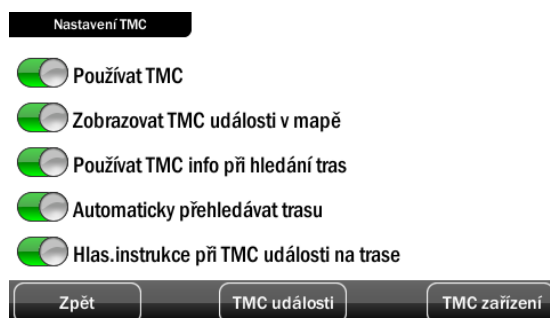 Nastavení TMC
Používat TMC
Zobrazovat TMC události v mapě
Používat TMC info při hledání tras
Automaticky přehledávat trasu
Hlas.instrukce při TMC události na trase
Zpět TMC události TMC zařízení